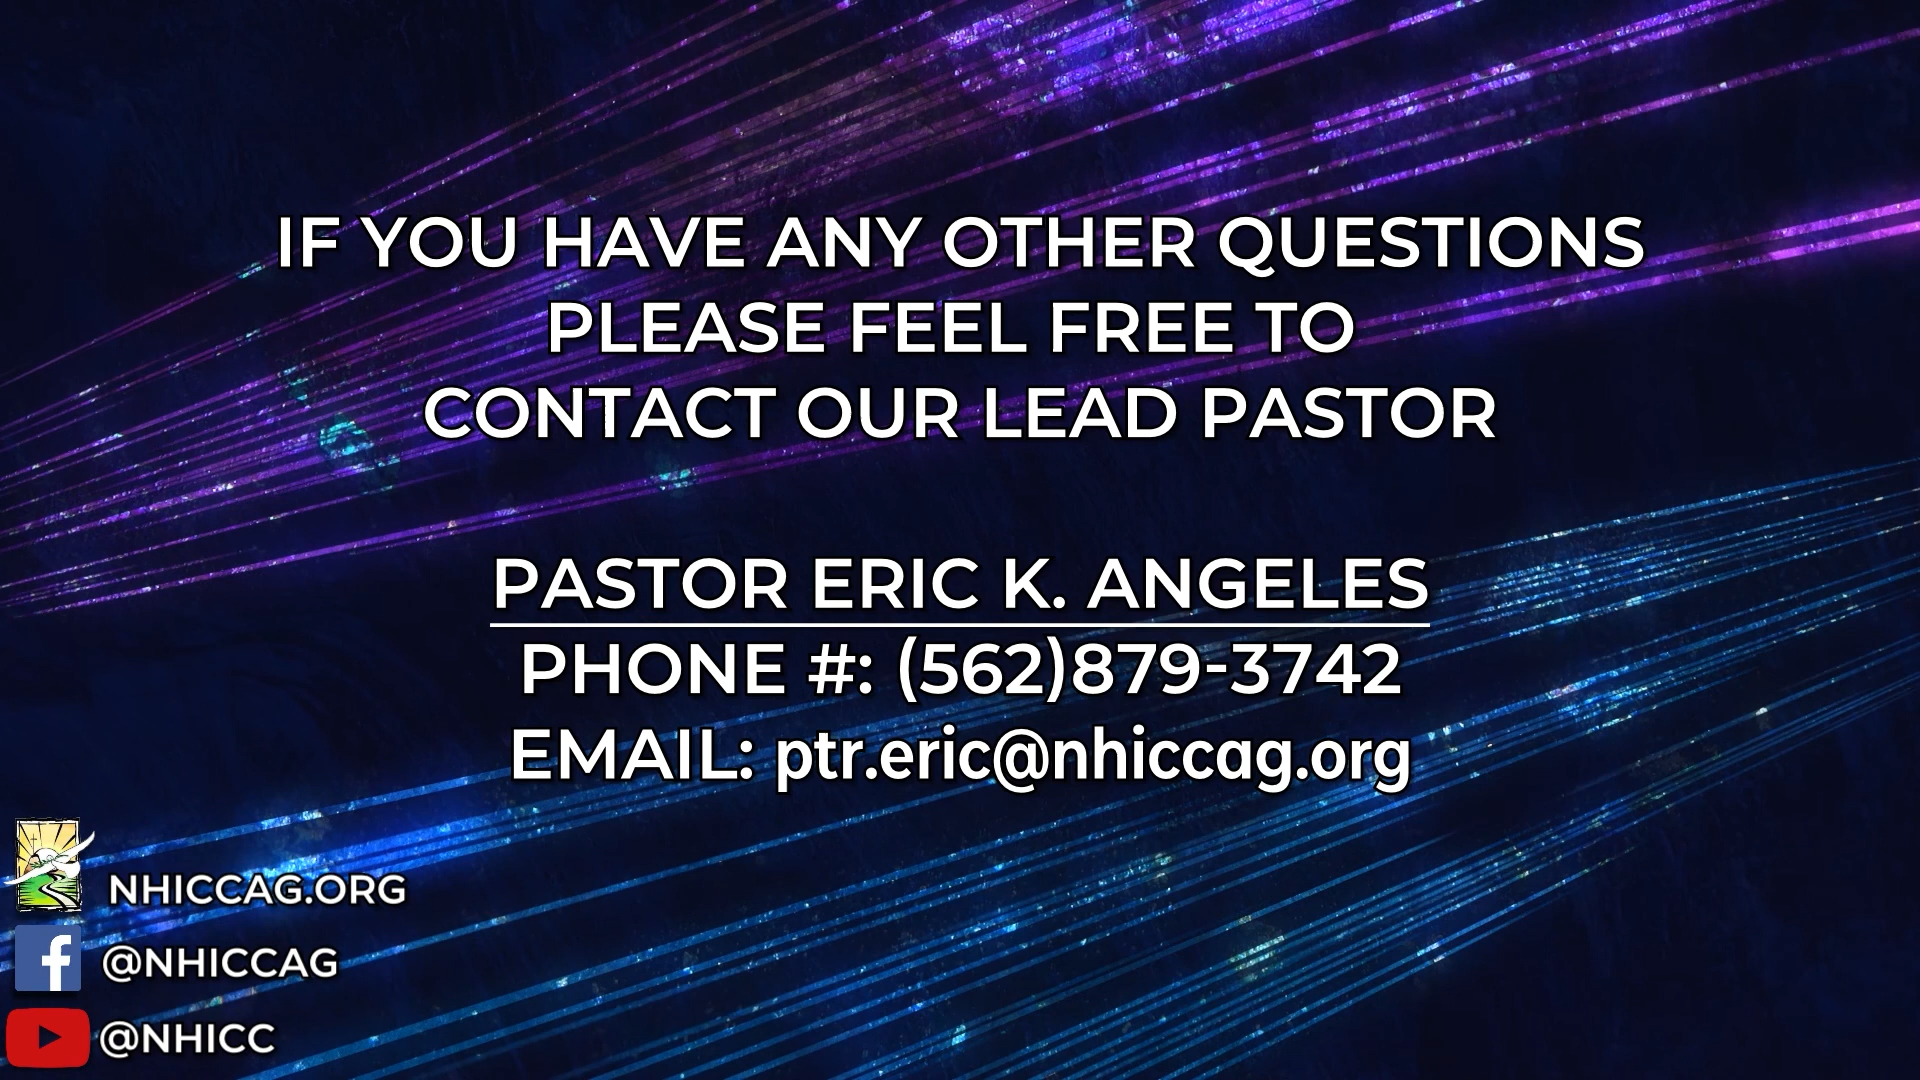 IF YOU HAVE ANY OTHER QUESTIONS
PLEASE FEEL FREE TO
CONTACT OUR LEAD PASTOR
PASTOR ERIC K. ANGELES
PHONE #: (562)879-3742
EMAIL: ptr.eric@nhiccag.org
NHICCAG.ORG
f @NHICCAG
@NHICC